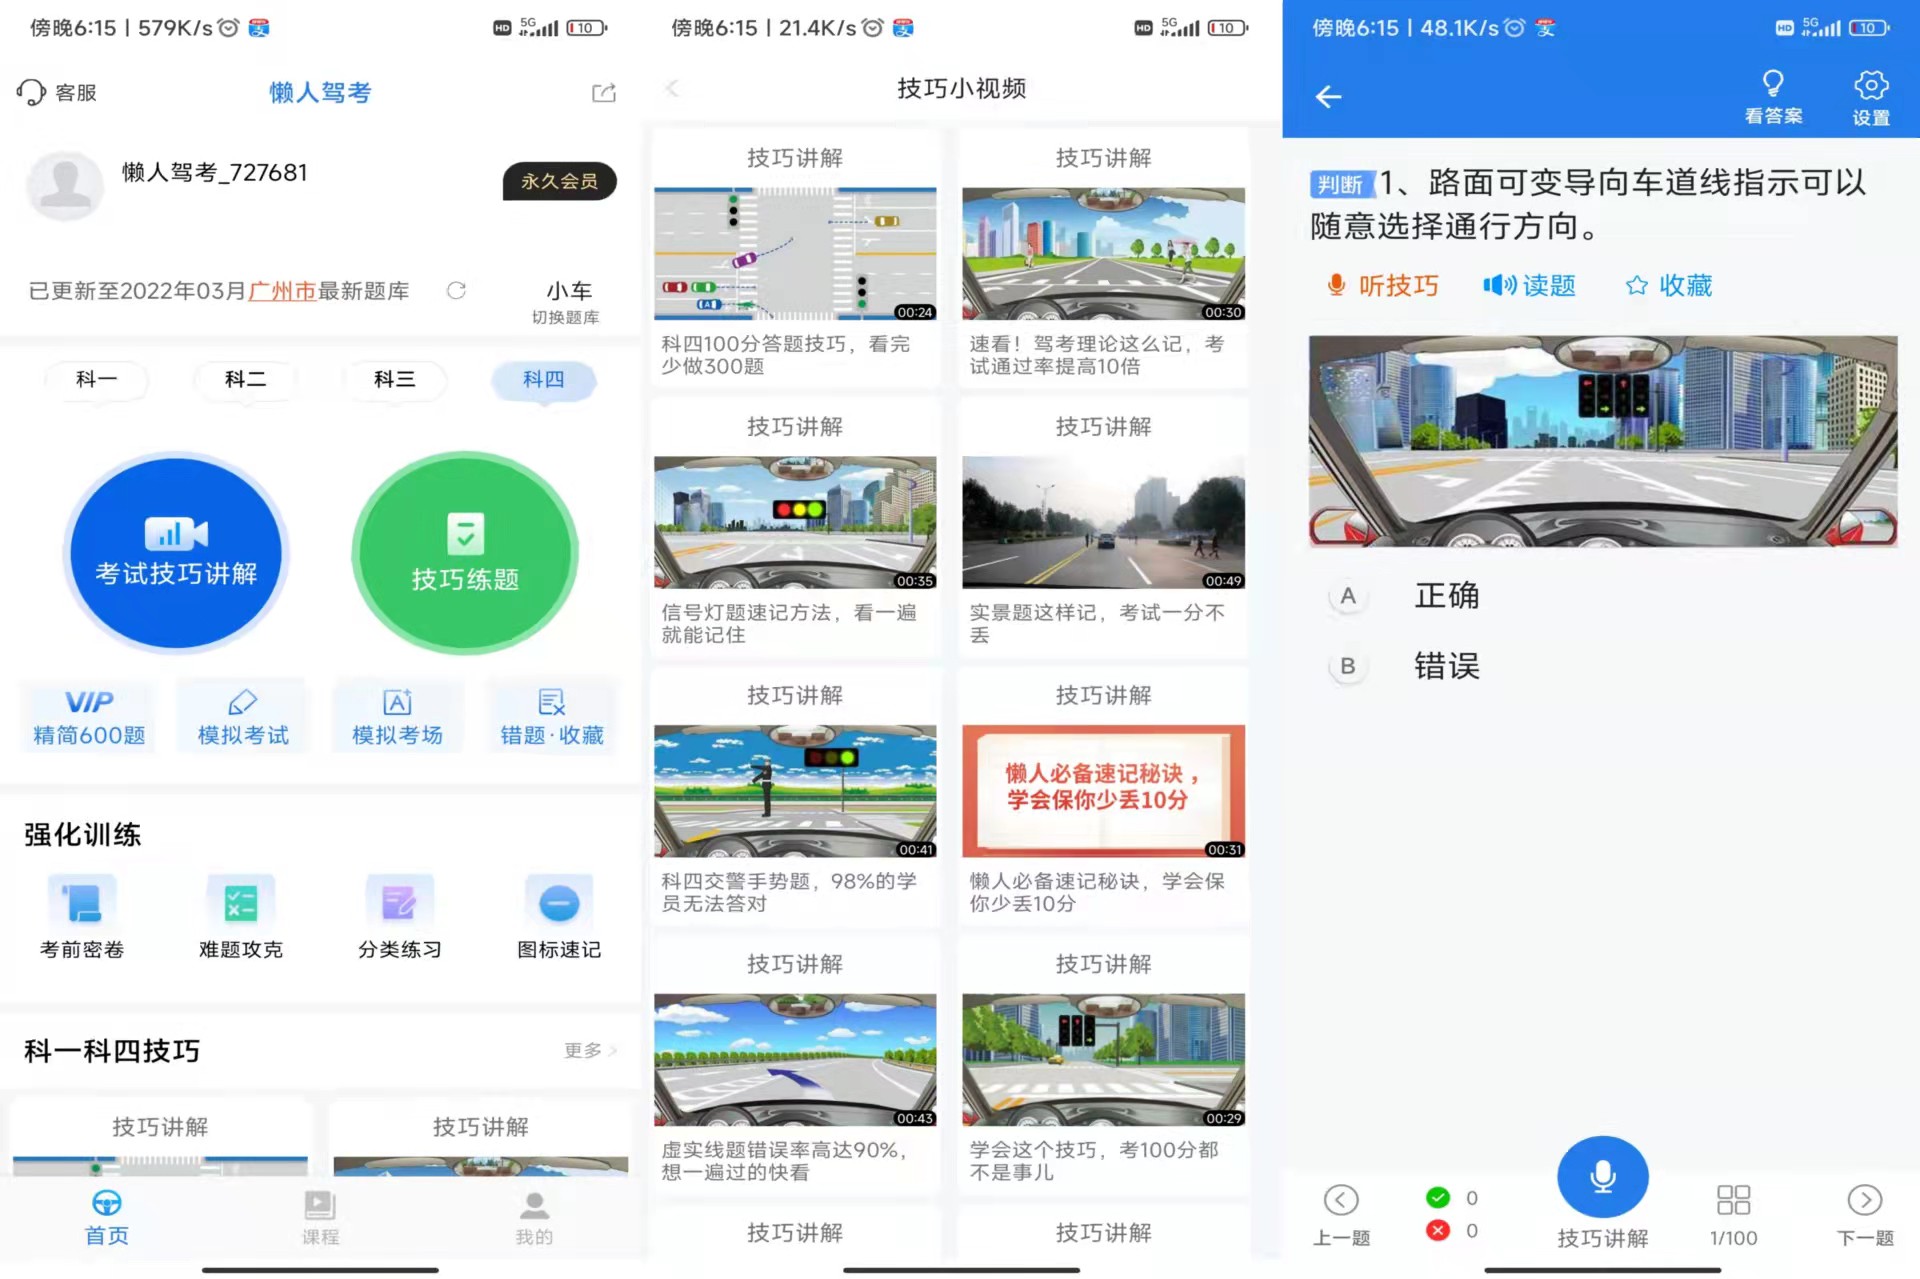 傍晚6:15 | 579K/s
HD 5G 10
客服
懒人驾考
懒人驾考_727681
永久会员
已更新至2022年03月广州市最新题库
小车
切换题库
科一
科二
科三
科四
考试技巧讲解
技巧练题
VIP
精简600题
模拟考试
模拟考场
错题·收藏
强化训练
考前密卷
难题攻克
分类练习
图标速记
科一科四技巧
更多 >
技巧讲解
技巧讲解
首页
课程
我的
傍晚6:15 | 21.4K/s
HD 5G 10
技巧小视频
技巧讲解
00:24
科四100分答题技巧，看完
少做300题
技巧讲解
00:30
速看！驾考理论这么记，考
试通过率提高10倍
技巧讲解
00:35
信号灯题速记方法，看一遍
就能记住
技巧讲解
00:49
实景题这样记，考试一分不
丢
技巧讲解
00:41
科四交警手势题，98%的学
员无法答对
技巧讲解
懒人必备速记秘诀，
学会保你少丢10分
00:31
懒人必备速记秘诀，学会保
你少丢10分
技巧讲解
00:43
虚实线题错误率高达90%，
想一遍过的快看
技巧讲解
00:29
学会这个技巧，考100分都
不是事儿
技巧讲解
技巧讲解
傍晚6:15 | 48.1K/s
HD 5G 10
看答案
设置
判断 1、路面可变导向车道线指示可以
随意选择通行方向。
听技巧
读题
收藏
A 正确
B 错误
上一题
0
0
技巧讲解
1/100
下一题